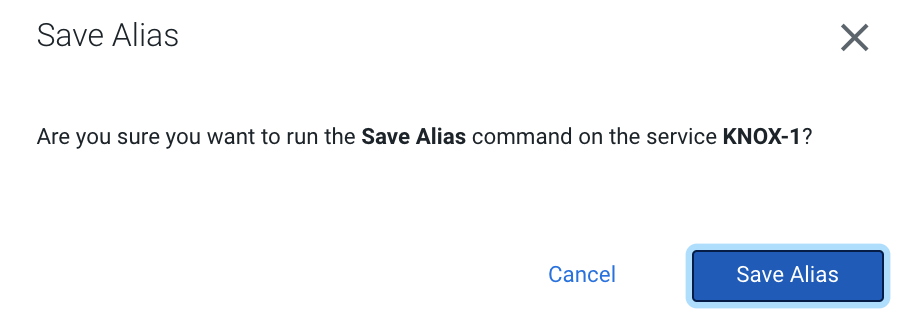 Save Alias
Are you sure you want to run the Save Alias command on the service KNOX-1?
Cancel
Save Alias